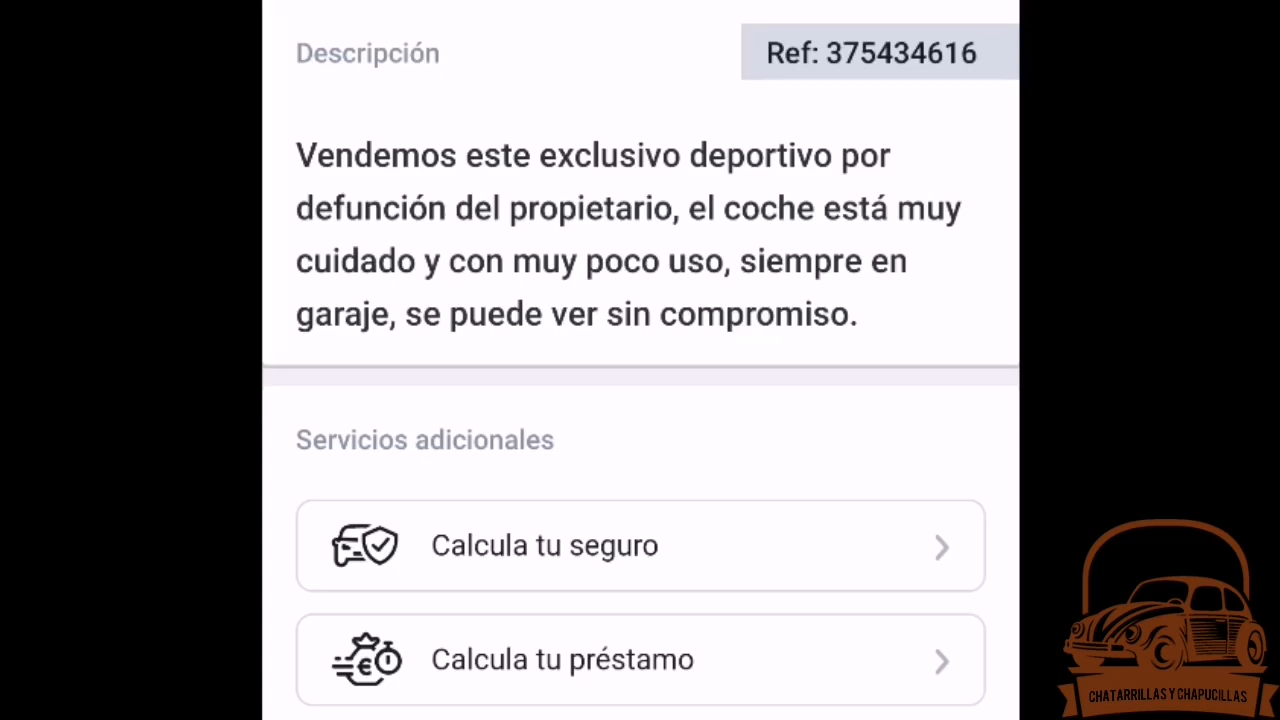 Descripción
Ref: 375434616
Vendemos este exclusivo deportivo por
defunción del propietario, el coche está muy
cuidado y con muy poco uso, siempre en
garaje, se puede ver sin compromiso.
Servicios adicionales
Calcula tu seguro
€
Calcula tu préstamo
CHATARRILLAS Y CHAPUCILLAS